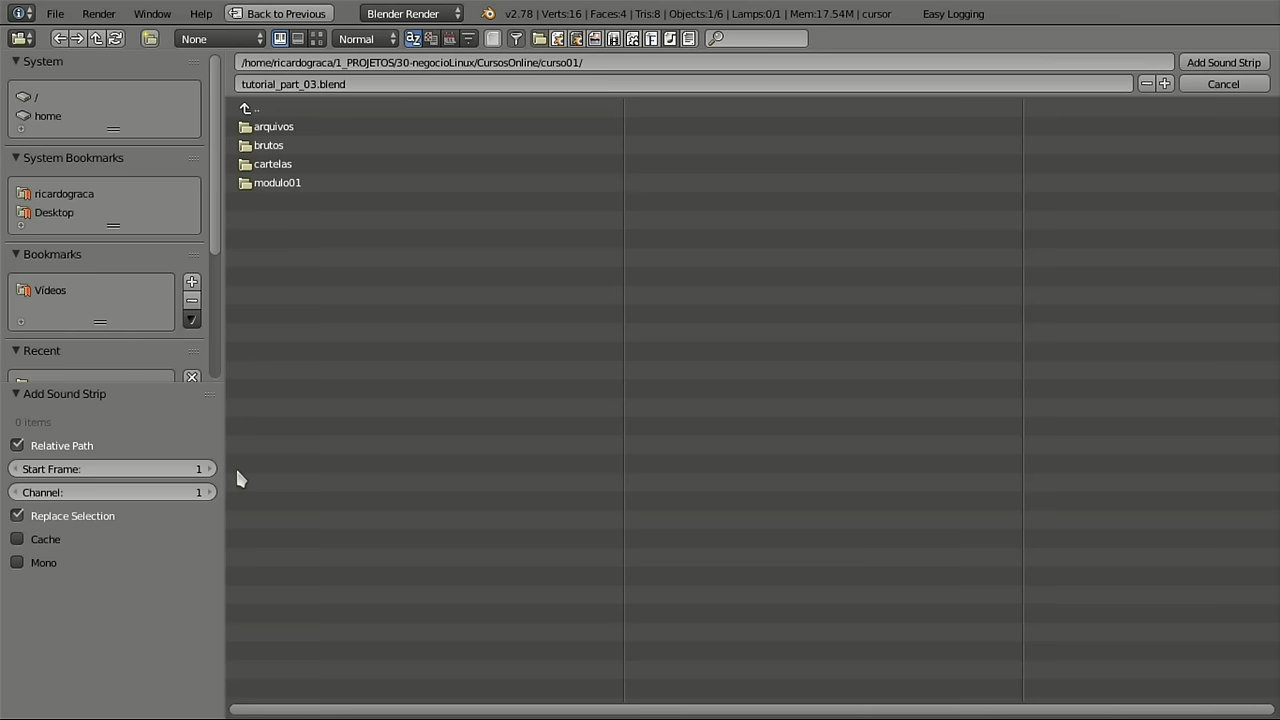 File Render Window Help Back to Previous Blender Render v2.78 | Verts:16 | Faces:4 | Tris:8 | Objects:1/6 | Lamps:0/1 | Mem:17.54M | cursor Easy Logging
None Normal
System
/
home
System Bookmarks
ricardograca
Desktop
Bookmarks
Vídeos
Recent
Add Sound Strip
0 items
Relative Path
Start Frame: 1
Channel: 1
Replace Selection
Cache
Mono
/home/ricardograca/1_PROJETOS/30-negocioLinux/CursosOnline/curso01/ Add Sound Strip
tutorial_part_03.blend Cancel
..
arquivos
brutos
cartelas
modulo01